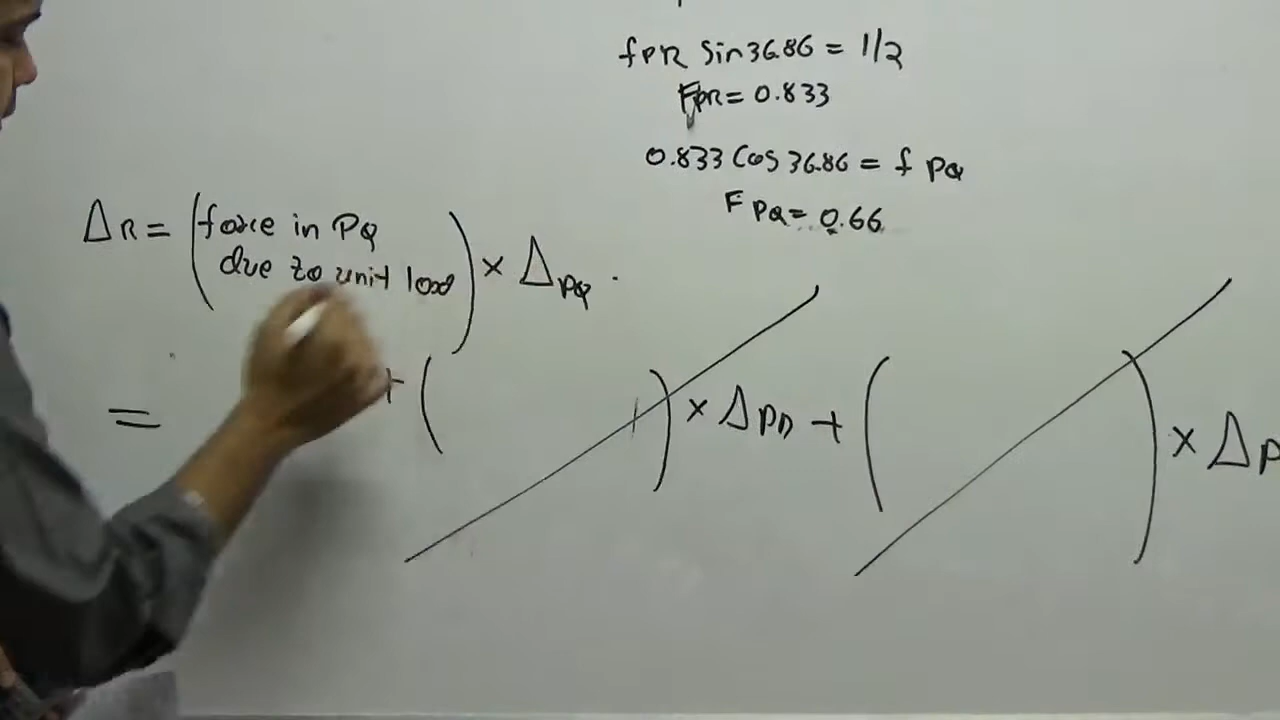 fPR Sin36.86 = 1/2
FPR = 0.833
0.833 Cos 36.86 = f PQ
F PQ = 0.66
ΔR = (force in PQ
due to unit load) × ΔPQ
= + ( ) × ΔPR + ( ) × ΔP